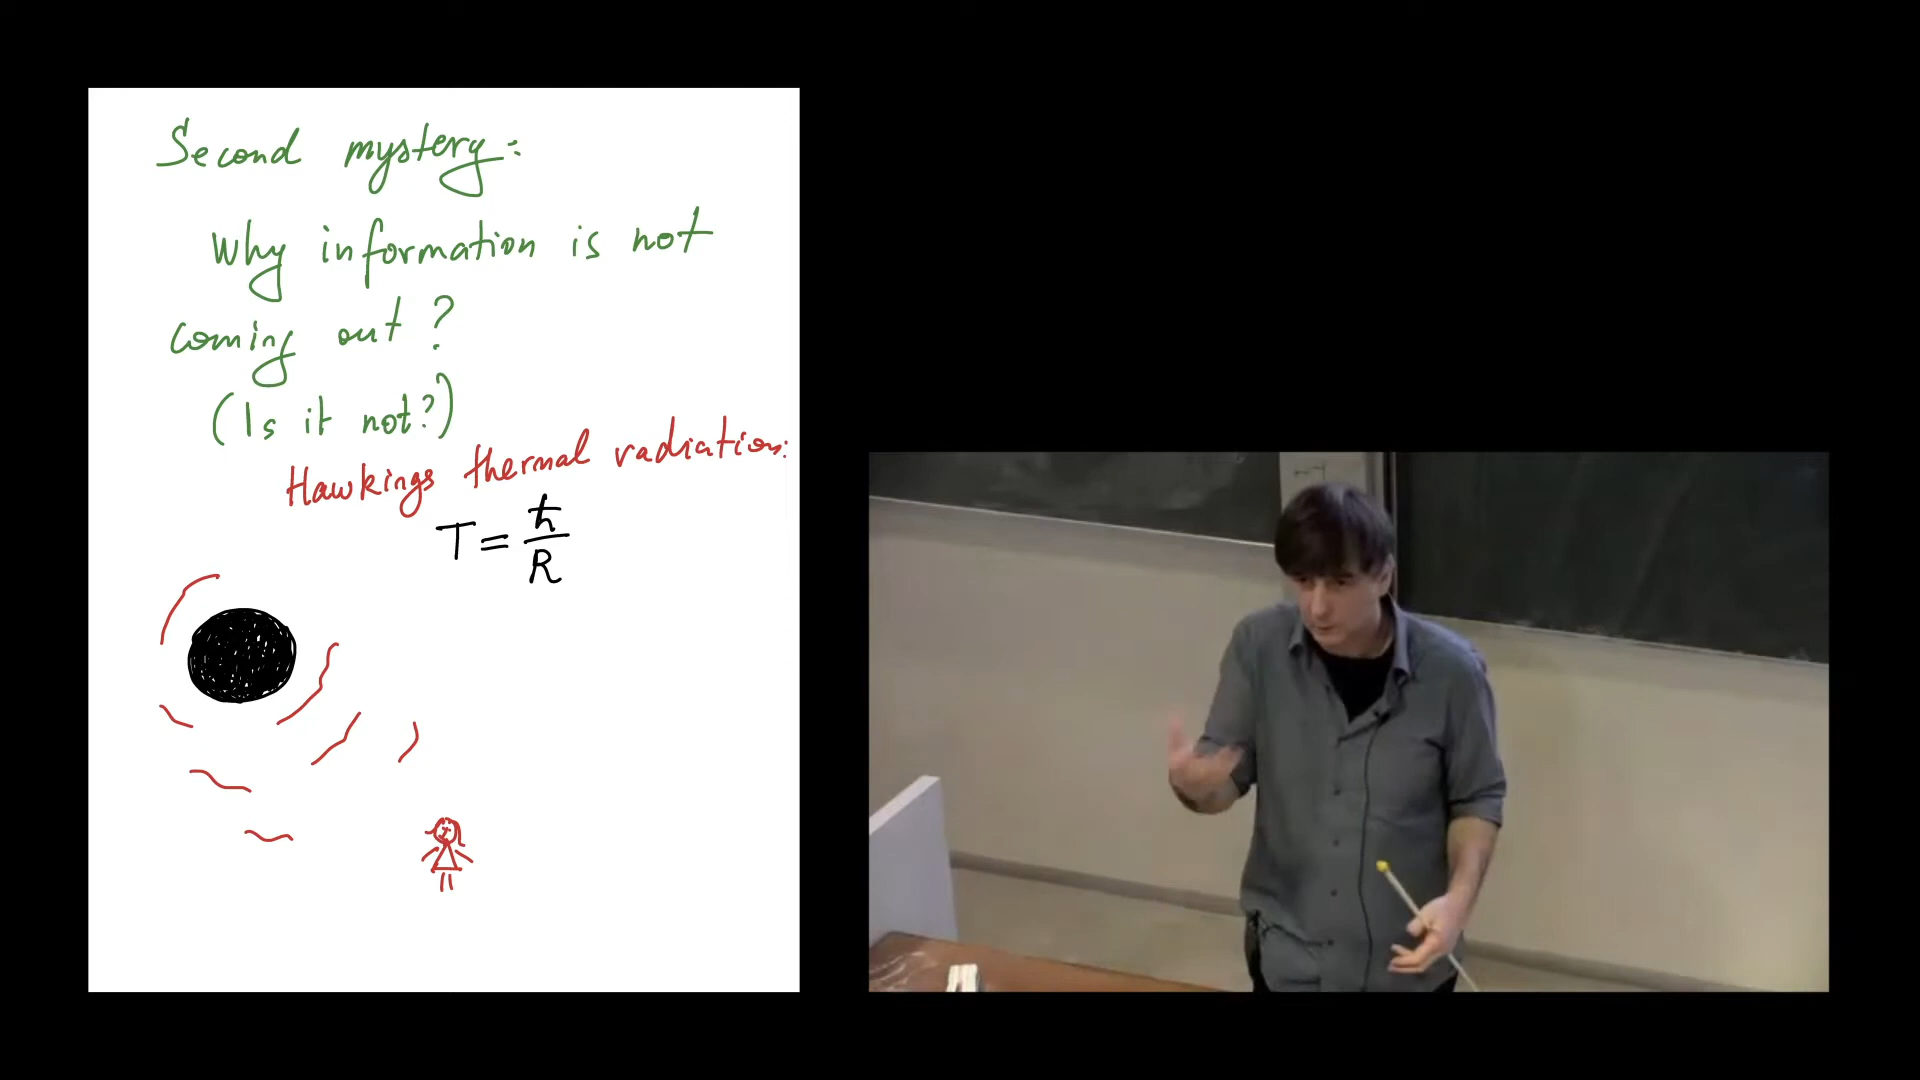 Second mystery:
Why information is not
coming out?
(Is it not?)
Hawkings thermal radiation:
T = ℏ/R